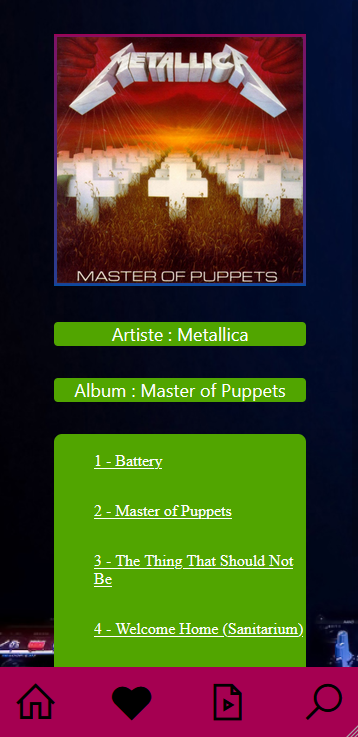 METALLICA
MASTER OF PUPPETS
Artiste : Metallica
Album : Master of Puppets
1 - Battery
2 - Master of Puppets
3 - The Thing That Should Not
Be
4 - Welcome Home (Sanitarium)